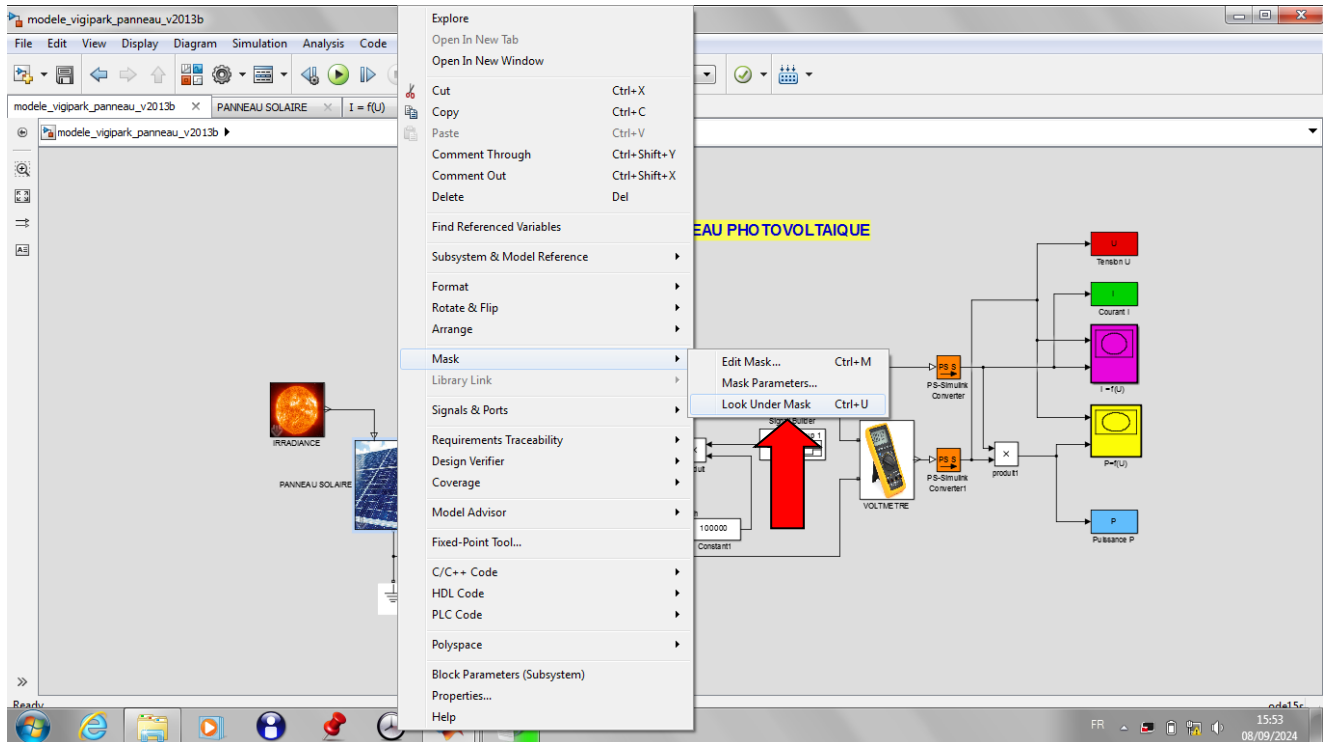 modele_vigipark_panneau_v2013b
File Edit View Display Diagram Simulation Analysis Code
modele_vigipark_panneau_v2013b × PANNEAU SOLAIRE × I = f(U)
modele_vigipark_panneau_v2013b
Explore
Open In New Tab
Open In New Window
Cut Ctrl+X
Copy Ctrl+C
Paste Ctrl+V
Comment Through Ctrl+Shift+Y
Comment Out Ctrl+Shift+X
Delete Del
Find Referenced Variables
Subsystem & Model Reference
Format
Rotate & Flip
Arrange
Mask
Library Link
Signals & Ports
Requirements Traceability
Design Verifier
Coverage
Model Advisor
Fixed-Point Tool...
C/C++ Code
HDL Code
PLC Code
Polyspace
Block Parameters (Subsystem)
Properties...
Help
Edit Mask... Ctrl+M
Mask Parameters...
Look Under Mask Ctrl+U
EAU PHOTOVOLTAIQUE
U
Tension U
I
Courant I
I =f(U)
P=f(U)
P
Puissance P
PS S
PS-Simulink
Converter
PS S
PS-Simulink
Converter1
×
produit1
VOLTMETRE
Signal Builder
100000
Constant1
IRRADIANCE
PANNEAU SOLAIRE
Ready
ode15s
FR
15:53
08/09/2024